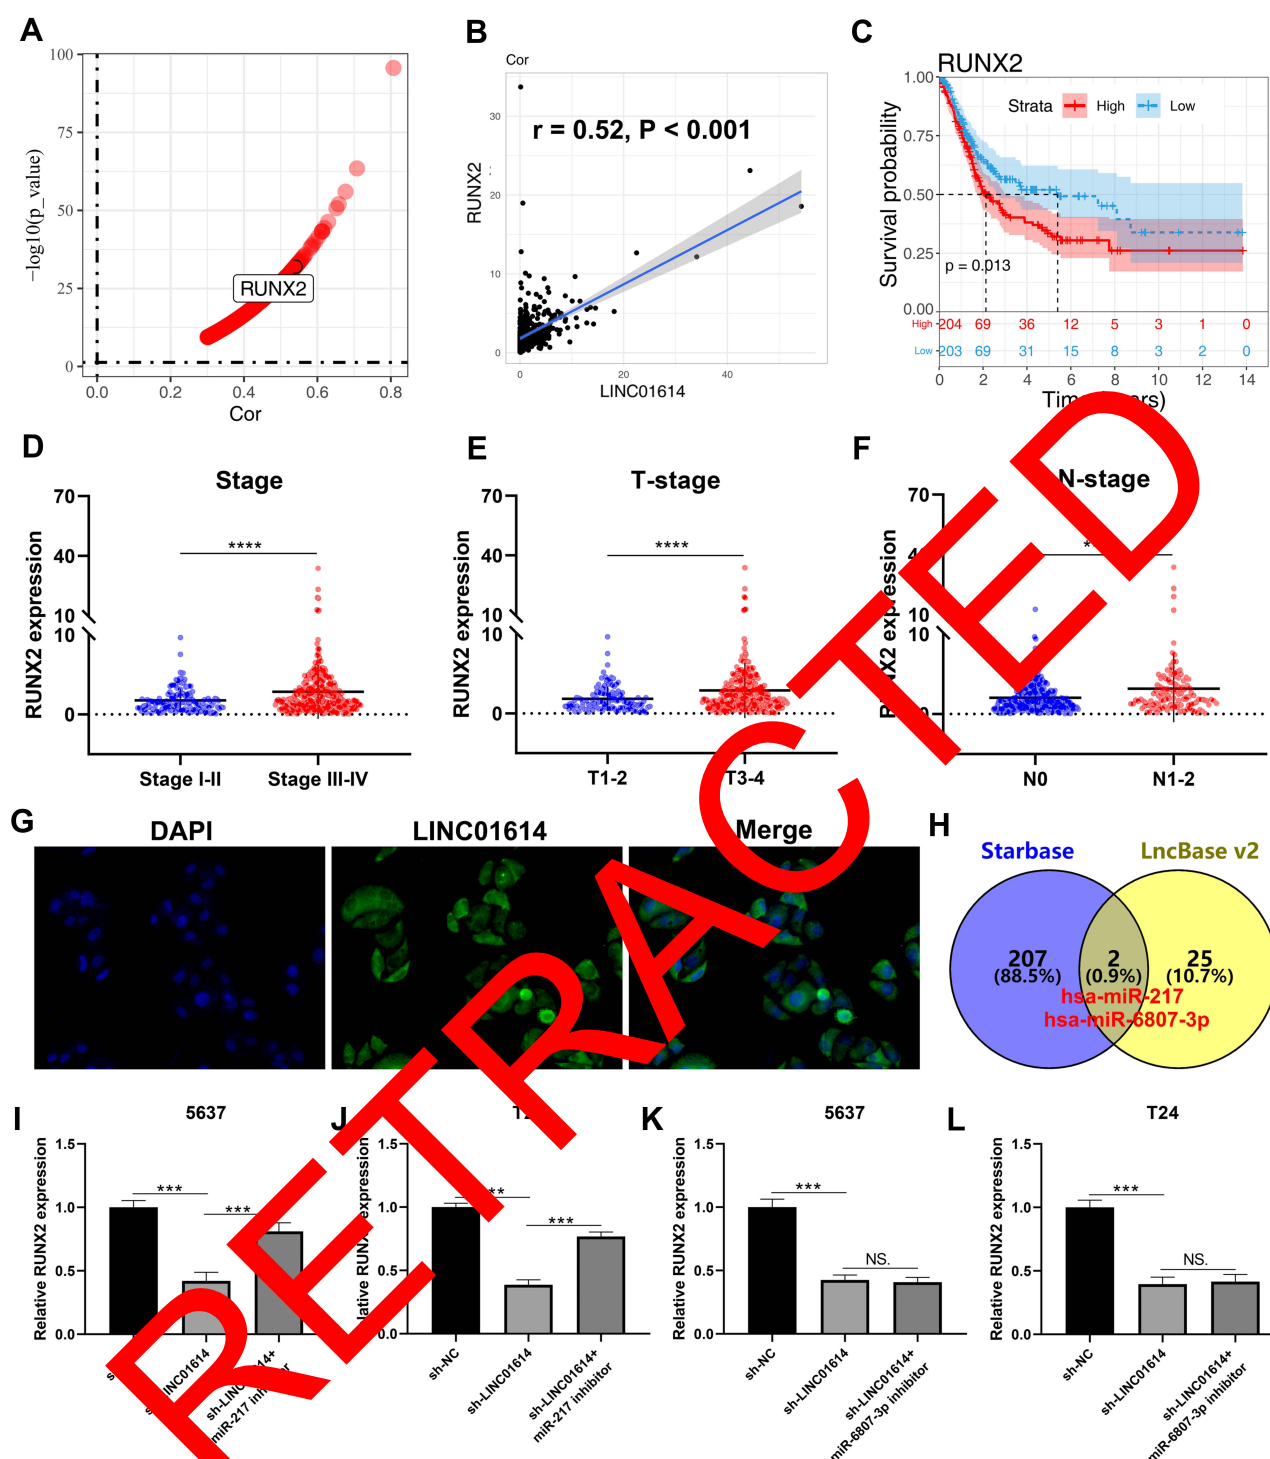 A
100
75
50
25
0
−log10(p_value)
RUNX2
0.0 0.2 0.4 0.6 0.8
Cor
B
Cor
r = 0.52, P < 0.001
30
20
10
0
RUNX2
0 20 40
LINC01614
C
RUNX2
Strata High Low
1.00
0.75
0.50
0.25
0.00
Survival probability
p = 0.013
High 204 69 36 12 5 3 1 0
Low 203 69 31 15 8 3 2 0
0 2 4 6 8 10 12 14
D
Stage
70
40
10
10
0
RUNX2 expression
****
Stage I-II Stage III-IV
E
T-stage
70
40
10
10
0
RUNX2 expression
****
T1-2 T3-4
F
N-stage
70
10
10
expression
N0 N1-2
G
DAPI LINC01614 Merge
H
Starbase LncBase v2
207 2 25
(88.5%) (0.9%) (10.7%)
hsa-miR-217
hsa-miR-6807-3p
I
5637
1.5
1.0
0.5
0.0
Relative RUNX2 expression
***
***
miR-217
J
1.5
1.0
0.5
0.0
expression
***
sh-NC
sh-LINC01614
sh-LINC01614+
miR-217 inhibitor
K
5637
1.5
1.0
0.5
0.0
Relative RUNX2 expression
***
NS.
sh-NC
sh-LINC01614
sh-LINC01614+
miR-6807-3p inhibitor
L
T24
1.5
1.0
0.5
0.0
Relative RUNX2 expression
***
NS.
sh-NC
sh-LINC01614
sh-LINC01614+
miR-6807-3p inhibitor
RETRACTED